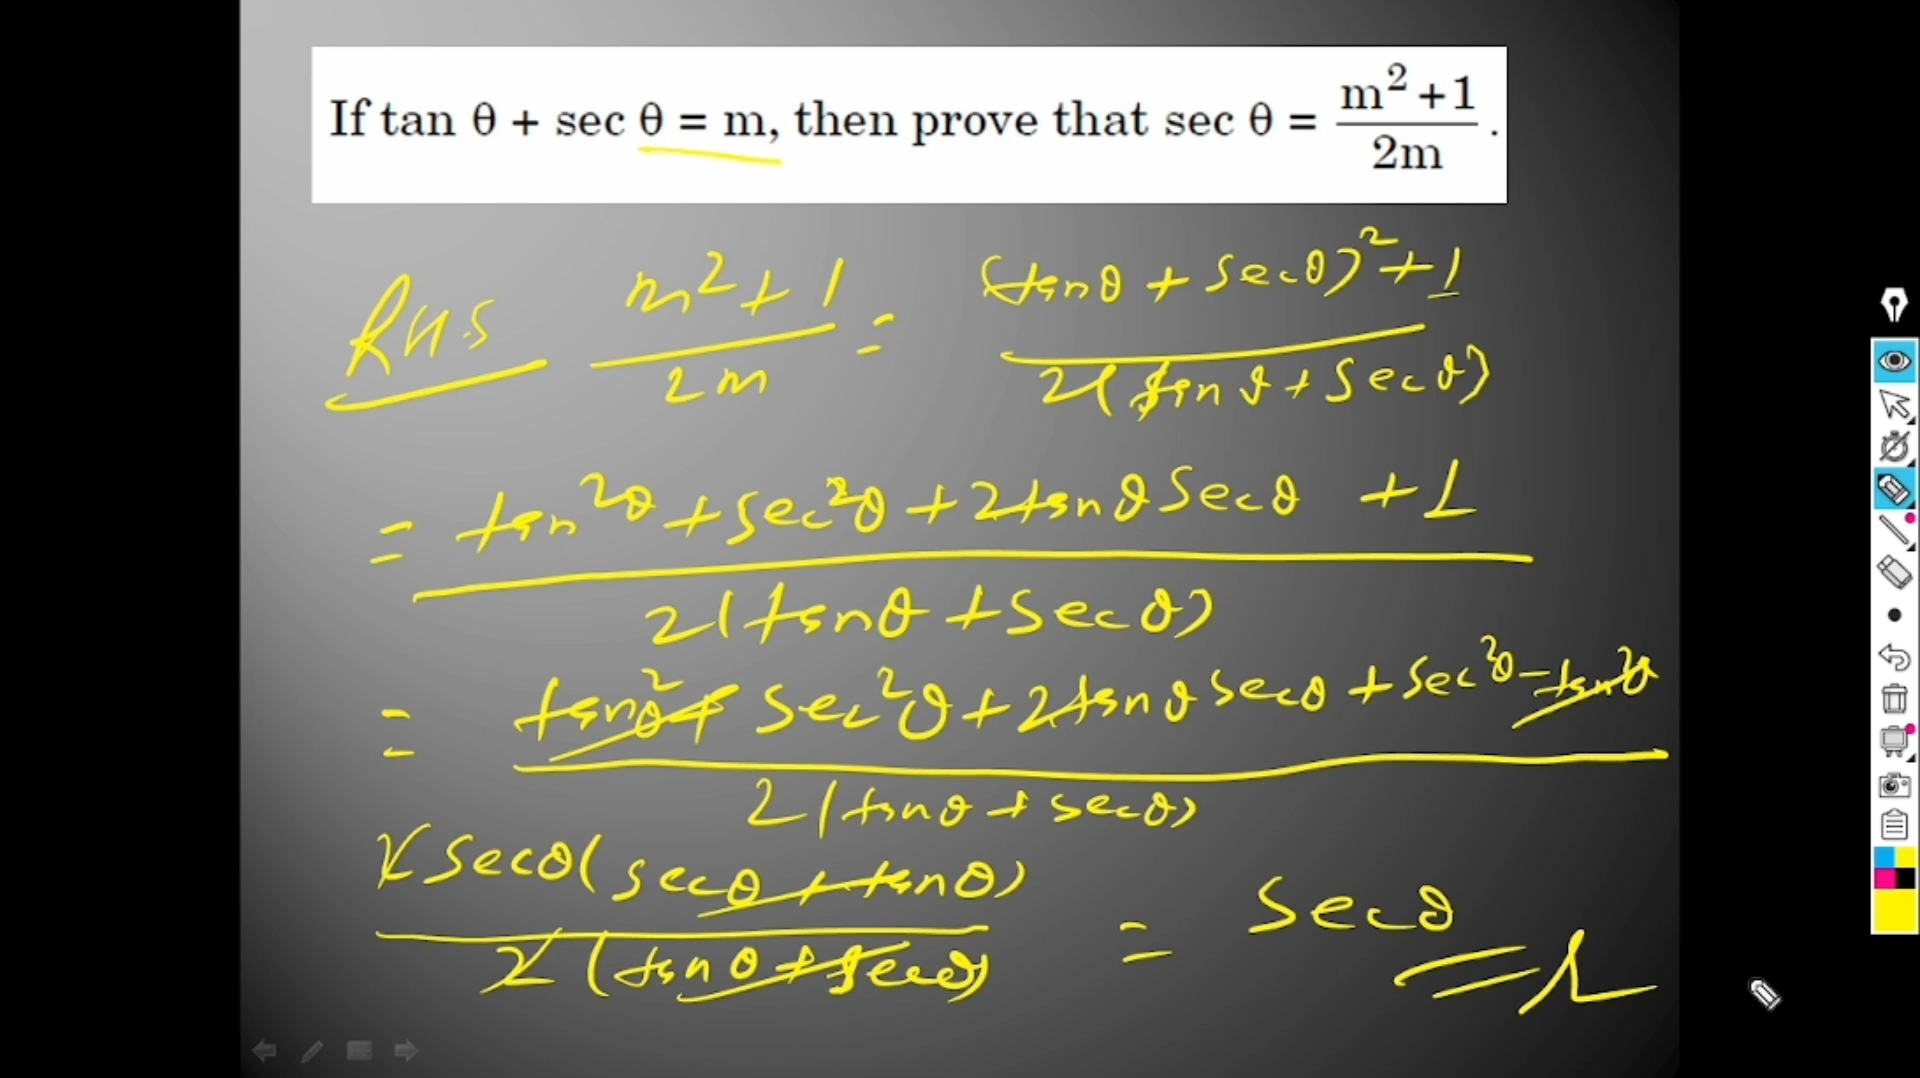 If tan θ + sec θ = m, then prove that sec θ = (m² + 1)/(2m).
RHS (m² + 1)/(2m) = ((tanθ + secθ)² + 1)/(2(tanθ + secθ))
= (tan²θ + sec²θ + 2tanθ secθ + 1)/(2(tanθ + secθ))
= (tan²θ + sec²θ + 2tanθ secθ + sec²θ - tan²θ)/(2(tanθ + secθ))
2secθ(secθ + tanθ)/(2(tanθ + secθ)) = secθ